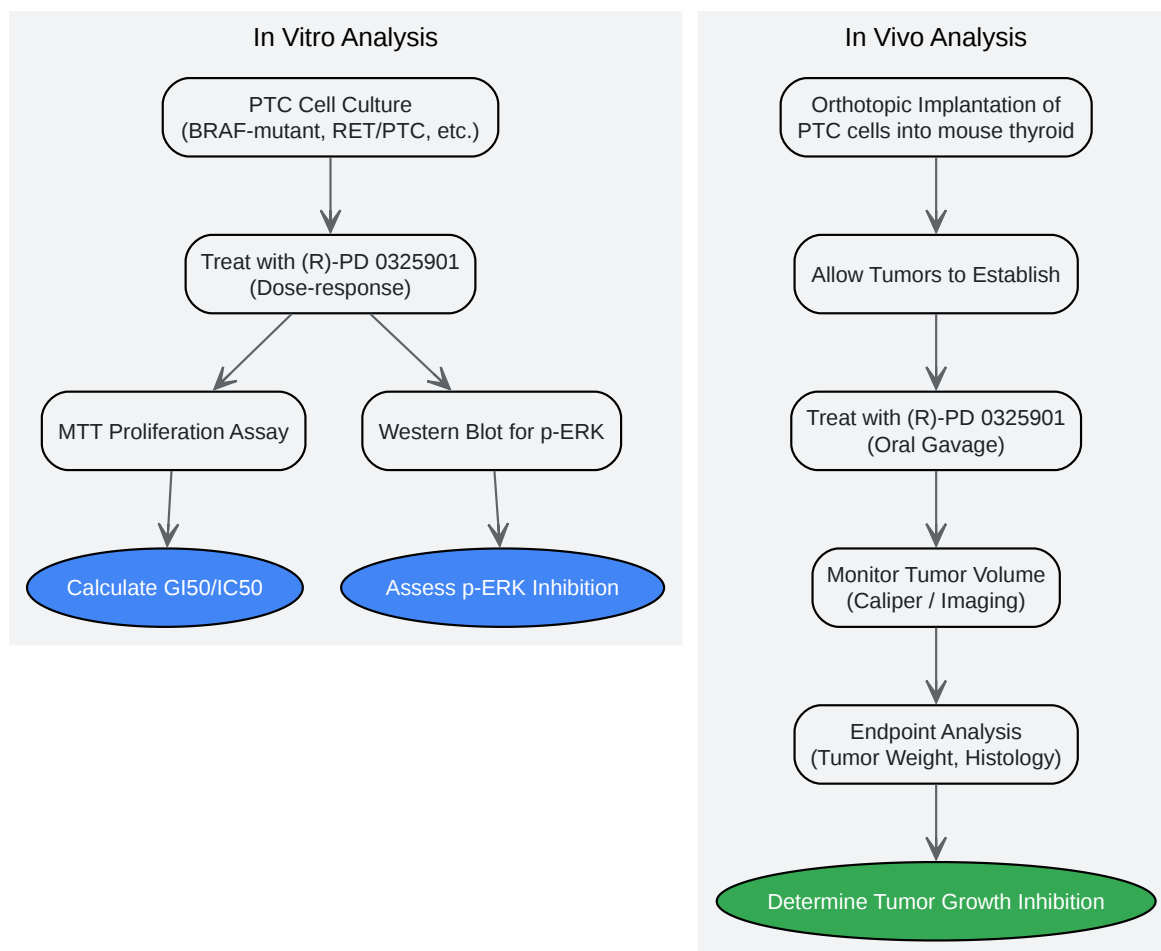 In Vitro Analysis
PTC Cell Culture
(BRAF-mutant, RET/PTC, etc.)
Treat with (R)-PD 0325901
(Dose-response)
MTT Proliferation Assay
Western Blot for p-ERK
Calculate GI50/IC50
Assess p-ERK Inhibition
In Vivo Analysis
Orthotopic Implantation of
PTC cells into mouse thyroid
Allow Tumors to Establish
Treat with (R)-PD 0325901
(Oral Gavage)
Monitor Tumor Volume
(Caliper / Imaging)
Endpoint Analysis
(Tumor Weight, Histology)
Determine Tumor Growth Inhibition